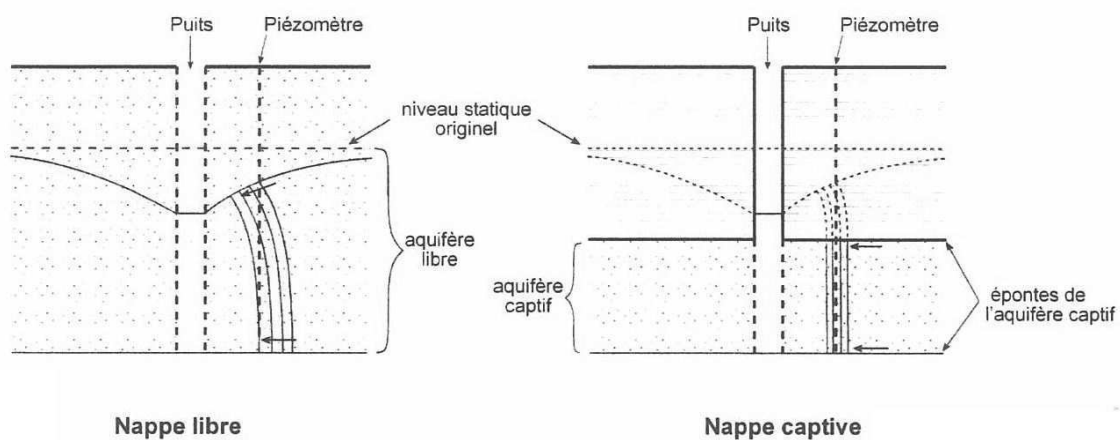 Puits
Piézomètre
niveau statique
originel
aquifère
libre
Nappe libre
Puits
Piézomètre
aquifère
captif
épontes de
l'aquifère captif
Nappe captive